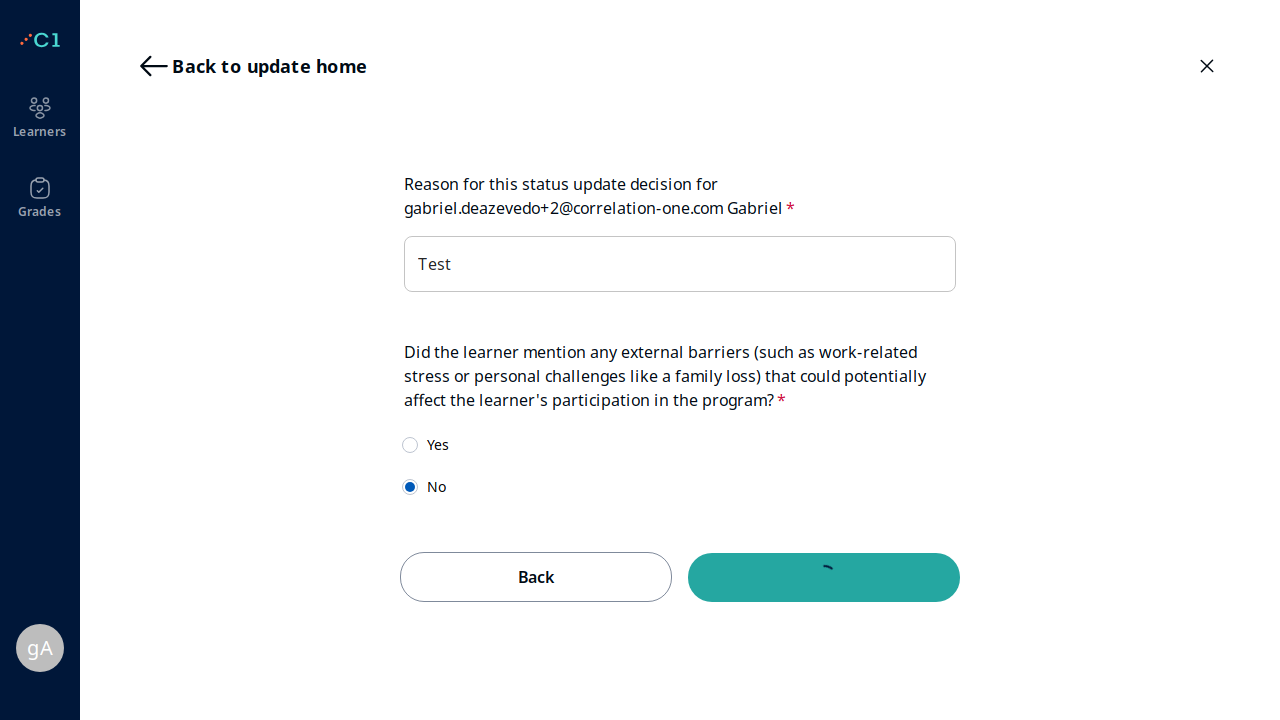 C1
Back to update home
Learners
Grades
Reason for this status update decision for
gabriel.deazevedo+2@correlation-one.com Gabriel *
Test
Did the learner mention any external barriers (such as work-related
stress or personal challenges like a family loss) that could potentially
affect the learner's participation in the program? *
Yes
No
Back
gA